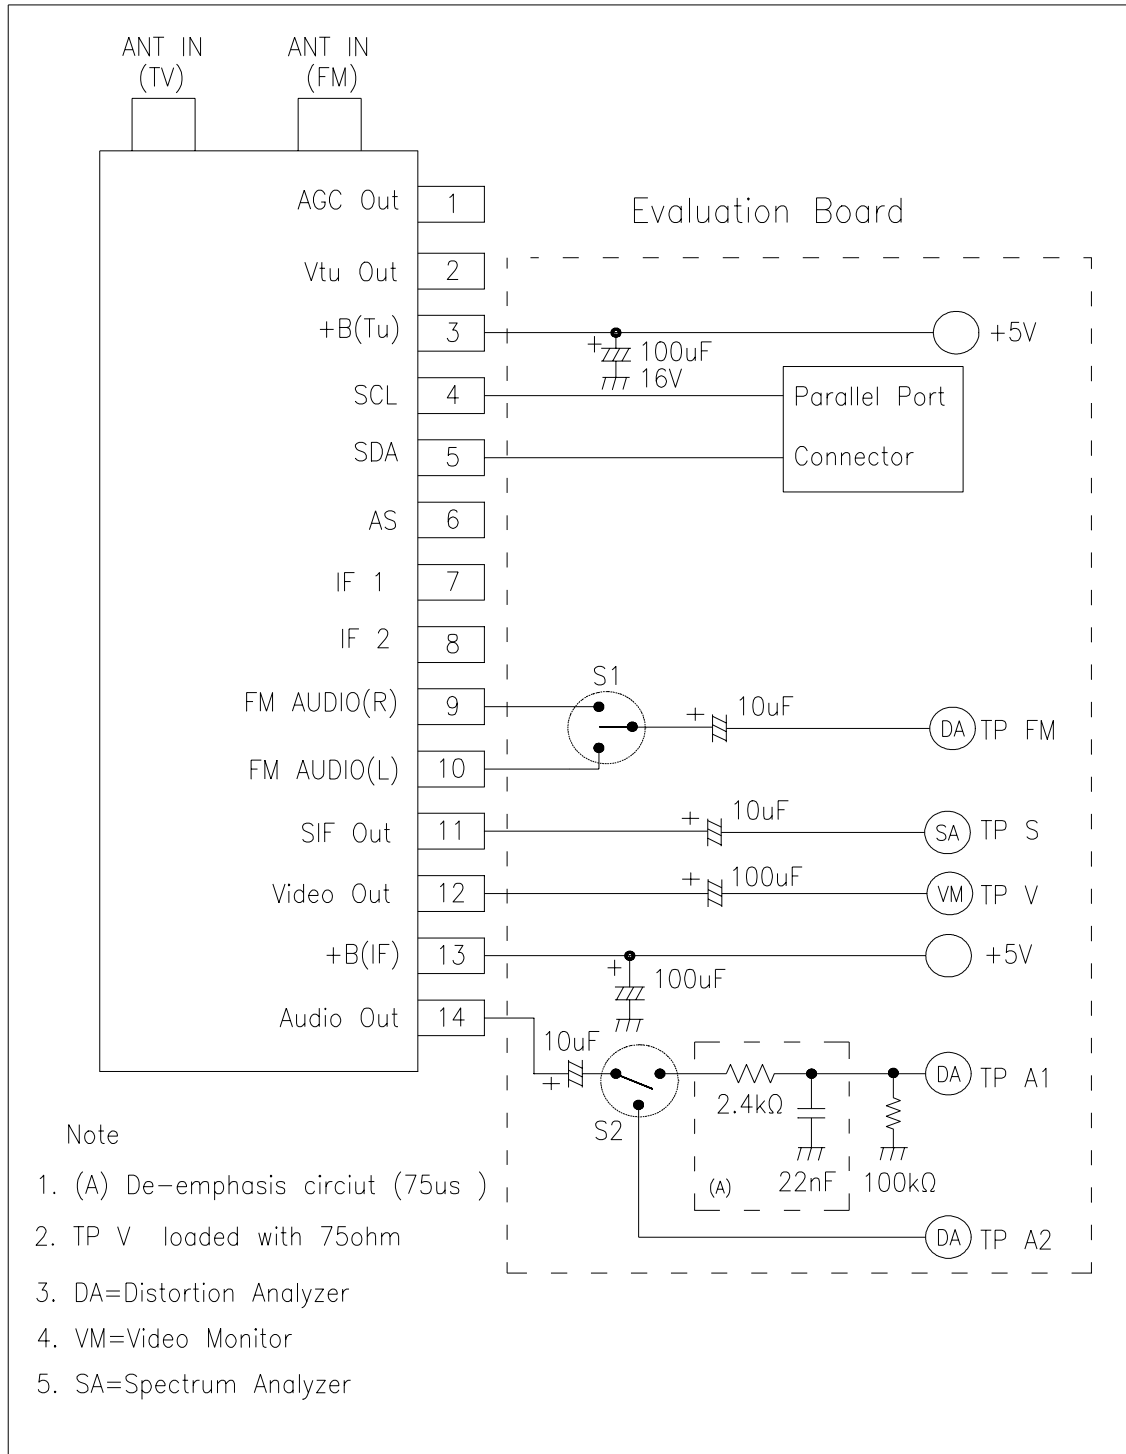 ANT IN
(TV)
ANT IN
(FM)
AGC Out
1
Vtu Out
2
+B(Tu)
3
SCL
4
SDA
5
AS
6
IF 1
7
IF 2
8
FM AUDIO(R)
9
FM AUDIO(L)
10
SIF Out
11
Video Out
12
+B(IF)
13
Audio Out
14
Evaluation Board
+
100uF
16V
+5V
Parallel Port
Connector
S1
+
10uF
DA
TP FM
+
10uF
SA
TP S
+
100uF
VM
TP V
+
100uF
+5V
10uF
+
S2
2.4kΩ
(A)
22nF
100kΩ
DA
TP A1
DA
TP A2
Note
1. (A) De-emphasis circiut (75us )
2. TP V loaded with 75ohm
3. DA=Distortion Analyzer
4. VM=Video Monitor
5. SA=Spectrum Analyzer